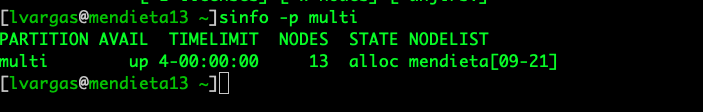 [lvargas@mendieta13 ~]sinfo -p multi
PARTITION AVAIL  TIMELIMIT  NODES  STATE NODELIST
multi        up 4-00:00:00     13  alloc mendieta[09-21]
[lvargas@mendieta13 ~]